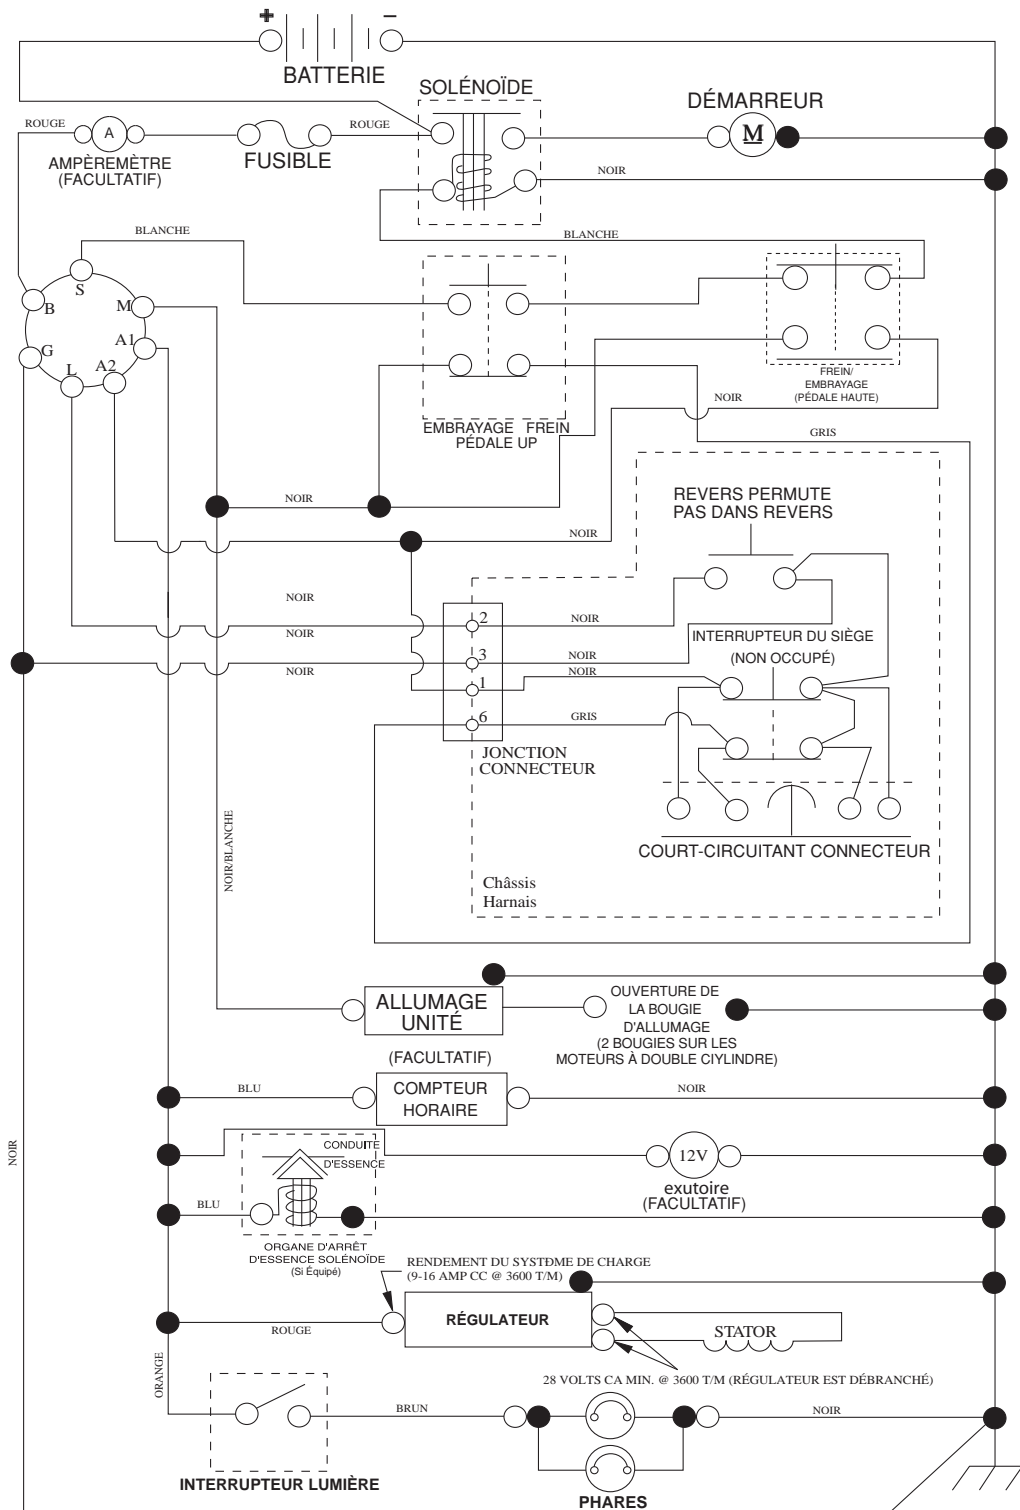 + −
BATTERIE
SOLÉNOÏDE
DÉMARREUR
ROUGE
A
ROUGE
M
AMPÈREMÈTRE
(FACULTATIF)
FUSIBLE
NOIR
BLANCHE
BLANCHE
S
B
M
G
A1
L
A2
FREIN/
EMBRAYAGE
(PÉDALE HAUTE)
NOIR
EMBRAYAGE FREIN
PÉDALE UP
GRIS
NOIR
REVERS PERMUTE
PAS DANS REVERS
NOIR
NOIR
2
NOIR
NOIR
INTERRUPTEUR DU SIÈGE
(NON OCCUPÉ)
3
NOIR
NOIR
NOIR
1
6
GRIS
JONCTION
CONNECTEUR
COURT-CIRCUITANT CONNECTEUR
NOIR/BLANCHE
Châssis
Harnais
ALLUMAGE
UNITÉ
OUVERTURE DE
LA BOUGIE
D'ALLUMAGE
(2 BOUGIES SUR LES
MOTEURS À DOUBLE CIYLINDRE)
(FACULTATIF)
BLU
COMPTEUR
HORAIRE
NOIR
NOIR
CONDUITE
D'ESSENCE
12V
exutoire
(FACULTATIF)
BLU
ORGANE D'ARRÊT
D'ESSENCE SOLÉNOÏDE
(Si Équipé)
RENDEMENT DU SYSTÐME DE CHARGE
(9-16 AMP CC @ 3600 T/M)
RÉGULATEUR
ROUGE
STATOR
ORANGE
28 VOLTS CA MIN. @ 3600 T/M (RÉGULATEUR EST DÉBRANCHÉ)
BRUN
NOIR
INTERRUPTEUR LUMIÈRE
PHARES